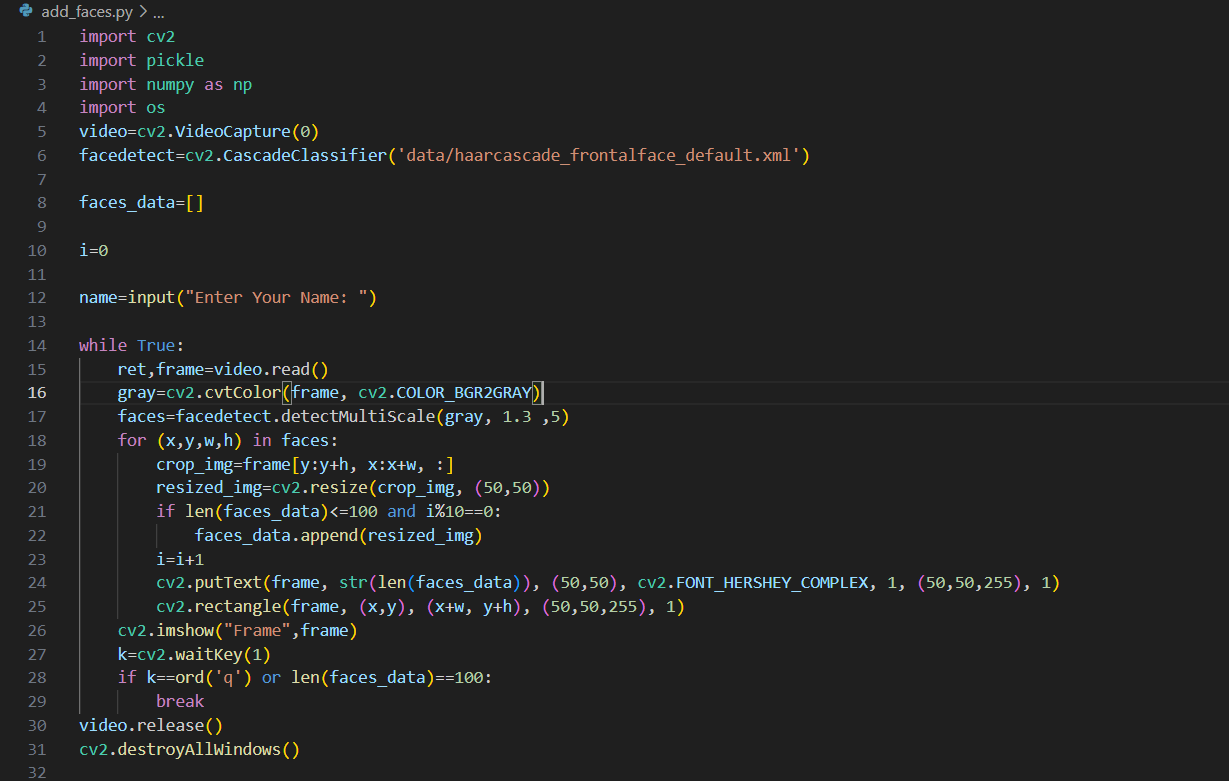 add_faces.py > ...
1 import cv2
2 import pickle
3 import numpy as np
4 import os
5 video=cv2.VideoCapture(0)
6 facedetect=cv2.CascadeClassifier('data/haarcascade_frontalface_default.xml')
7
8 faces_data=[]
9
10 i=0
11
12 name=input("Enter Your Name: ")
13
14 while True:
15     ret,frame=video.read()
16     gray=cv2.cvtColor(frame, cv2.COLOR_BGR2GRAY)
17     faces=facedetect.detectMultiScale(gray, 1.3 ,5)
18     for (x,y,w,h) in faces:
19         crop_img=frame[y:y+h, x:x+w, :]
20         resized_img=cv2.resize(crop_img, (50,50))
21         if len(faces_data)<=100 and i%10==0:
22             faces_data.append(resized_img)
23         i=i+1
24         cv2.putText(frame, str(len(faces_data)), (50,50), cv2.FONT_HERSHEY_COMPLEX, 1, (50,50,255), 1)
25         cv2.rectangle(frame, (x,y), (x+w, y+h), (50,50,255), 1)
26     cv2.imshow("Frame",frame)
27     k=cv2.waitKey(1)
28     if k==ord('q') or len(faces_data)==100:
29         break
30 video.release()
31 cv2.destroyAllWindows()
32